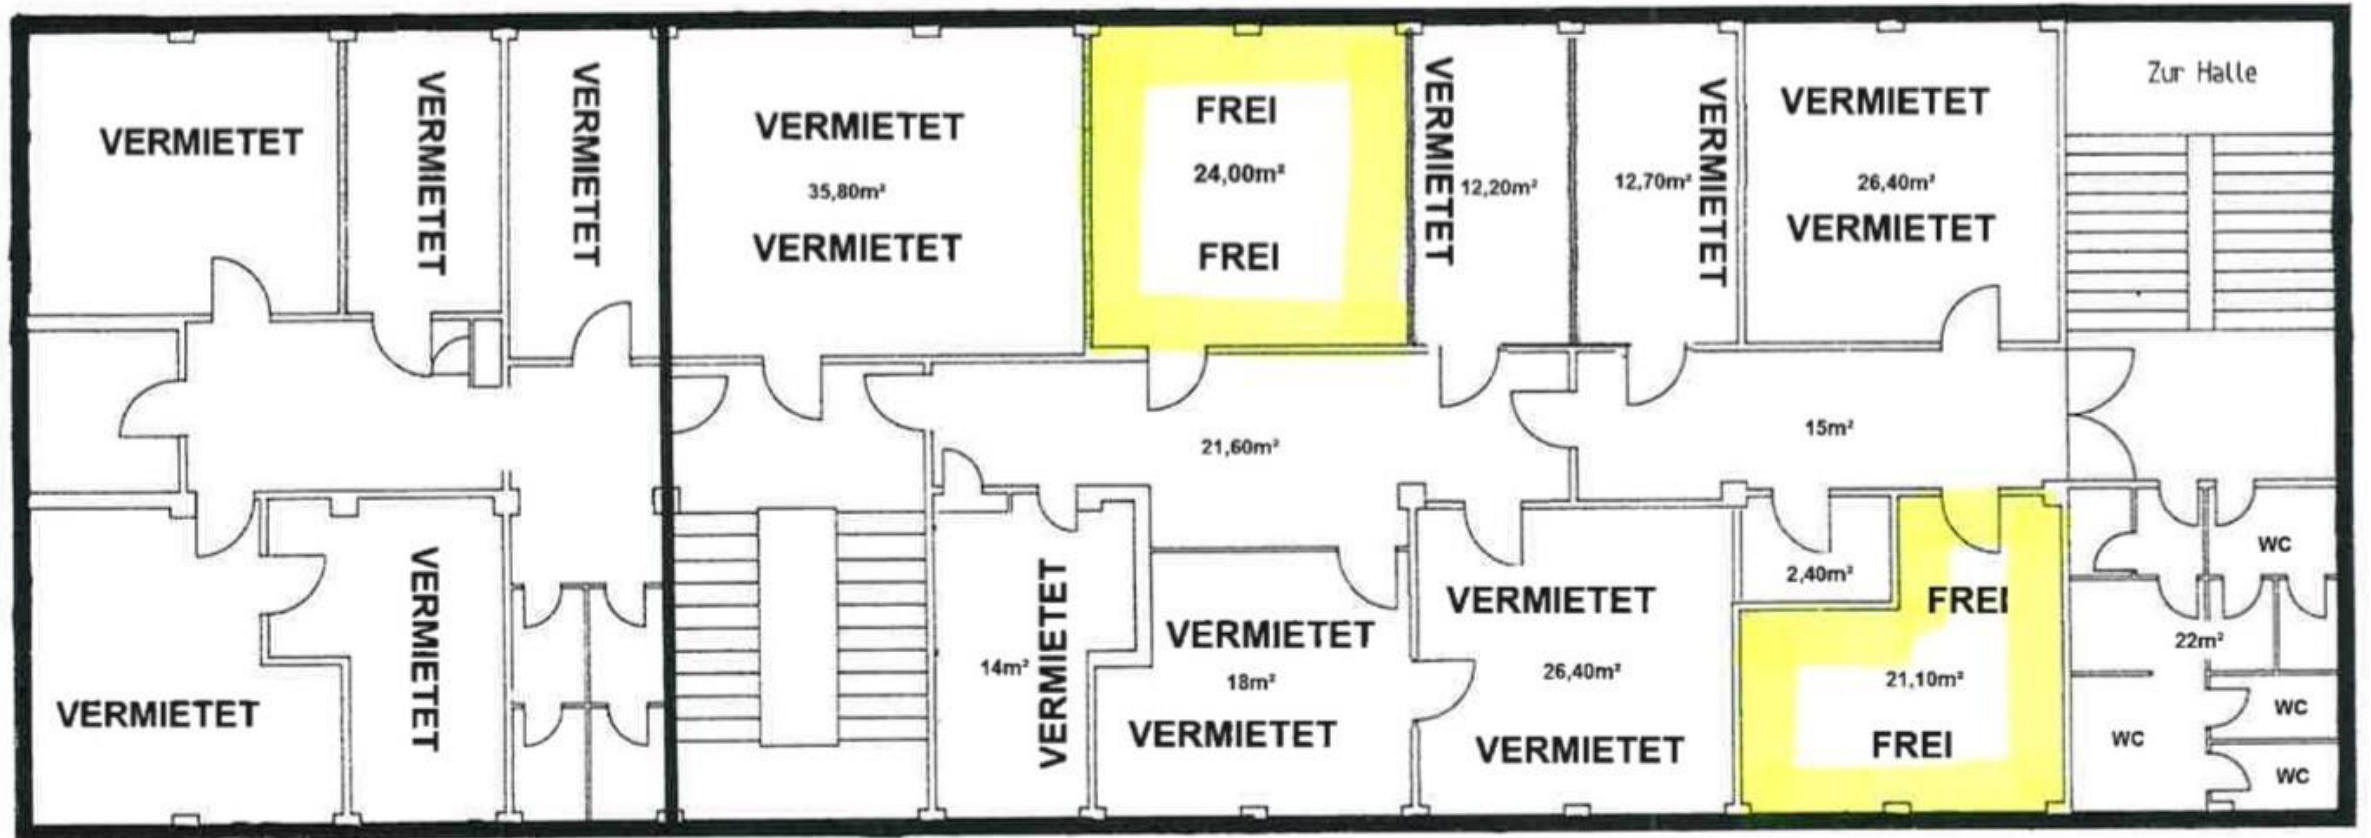 VERMIETET
VERMIETET
VERMIETET
VERMIETET
35,80m²
VERMIETET
FREI
24,00m²
FREI
VERMIETET
12,20m²
12,70m²
VERMIETET
VERMIETET
26,40m²
VERMIETET
Zur Halle
21,60m²
15m²
VERMIETET
VERMIETET
14m²
VERMIETET
VERMIETET
18m²
VERMIETET
VERMIETET
26,40m²
VERMIETET
2,40m²
FREI
21,10m²
FREI
WC
22m²
WC
WC
WC